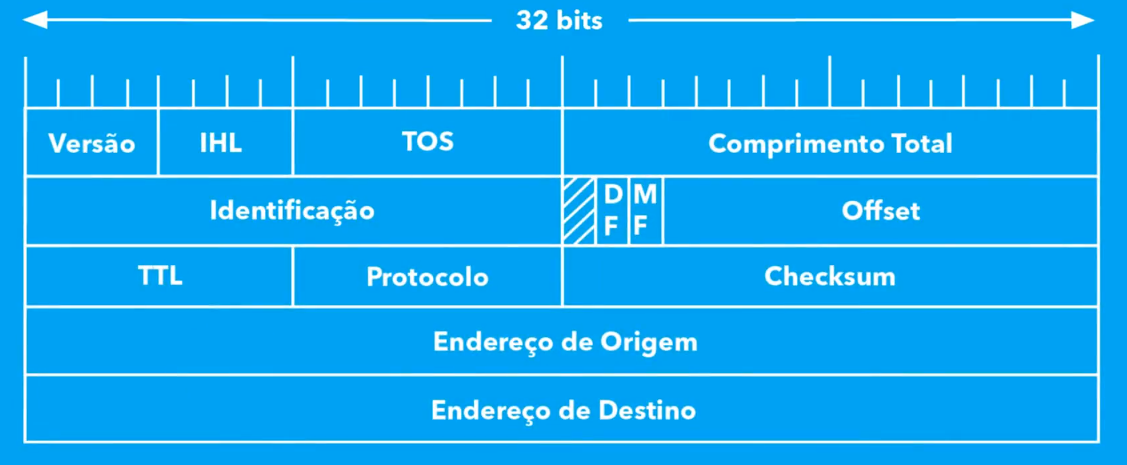 32 bits
Versão IHL TOS Comprimento Total
Identificação D F M F Offset
TTL Protocolo Checksum
Endereço de Origem
Endereço de Destino